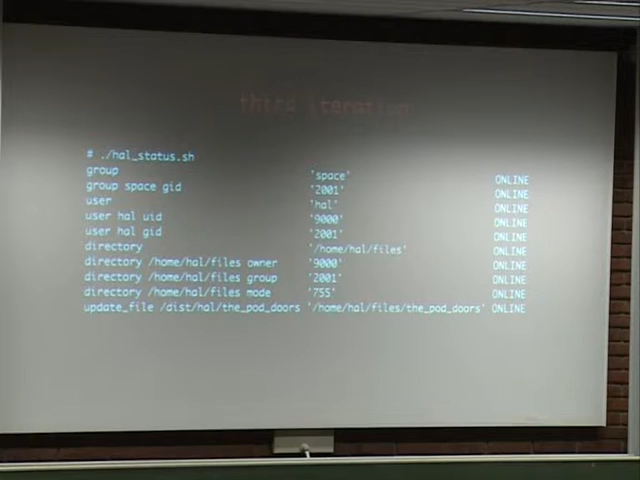 third iteration
# ./hal_status.sh
group 'space' ONLINE
group space gid '2001' ONLINE
user 'hal' ONLINE
user hal uid '9000' ONLINE
user hal gid '2001' ONLINE
directory '/home/hal/files' ONLINE
directory /home/hal/files owner '9000' ONLINE
directory /home/hal/files group '2001' ONLINE
directory /home/hal/files mode '755' ONLINE
update_file /dist/hal/the_pod_doors '/home/hal/files/the_pod_doors' ONLINE